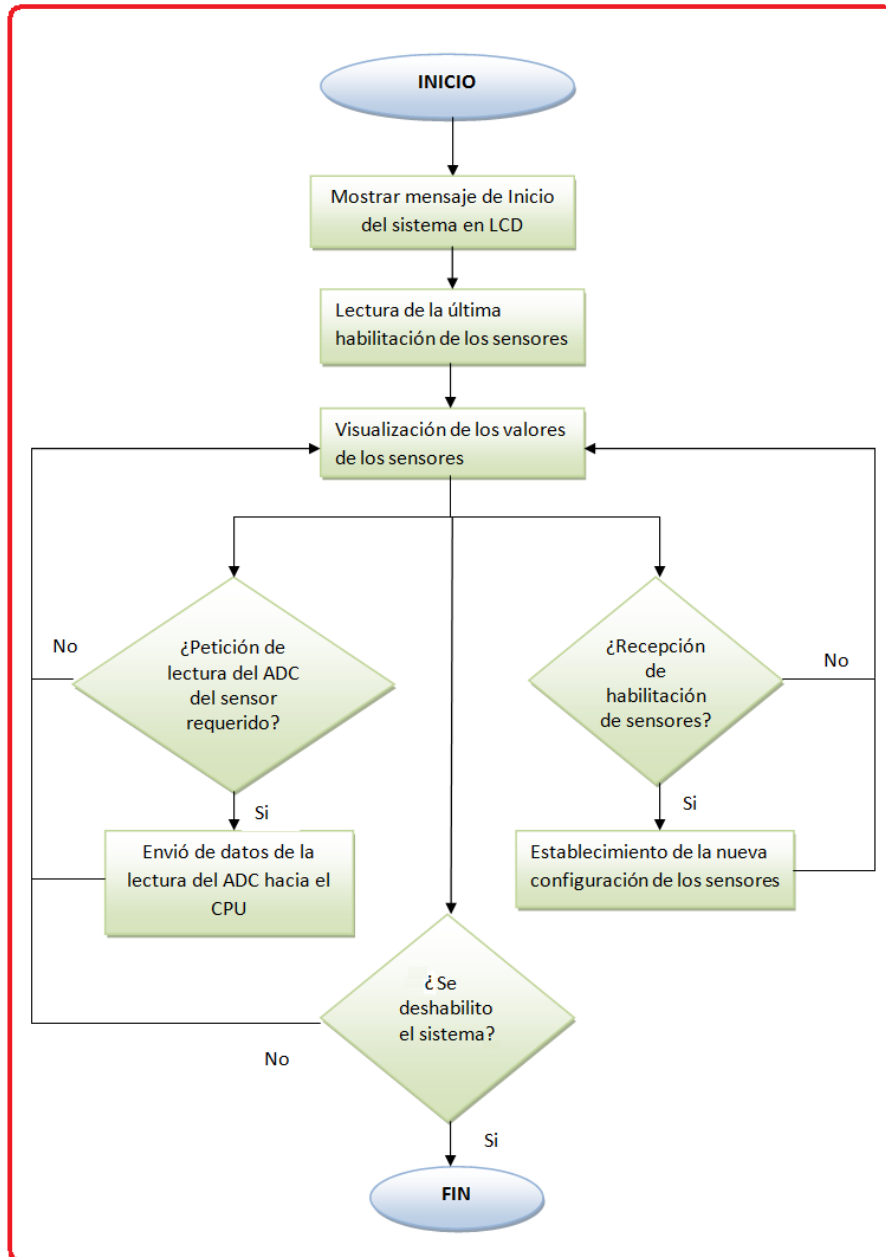 INICIO
Mostrar mensaje de Inicio
del sistema en LCD
Lectura de la última
habilitación de los sensores
Visualización de los valores
de los sensores
No
¿Petición de
lectura del ADC
del sensor
requerido?
¿Recepción
de
habilitación
de sensores?
No
Si
Si
Envió de datos de la
lectura del ADC hacia el
CPU
Establecimiento de la nueva
configuración de los sensores
¿Se
deshabilito
el sistema?
No
Si
FIN